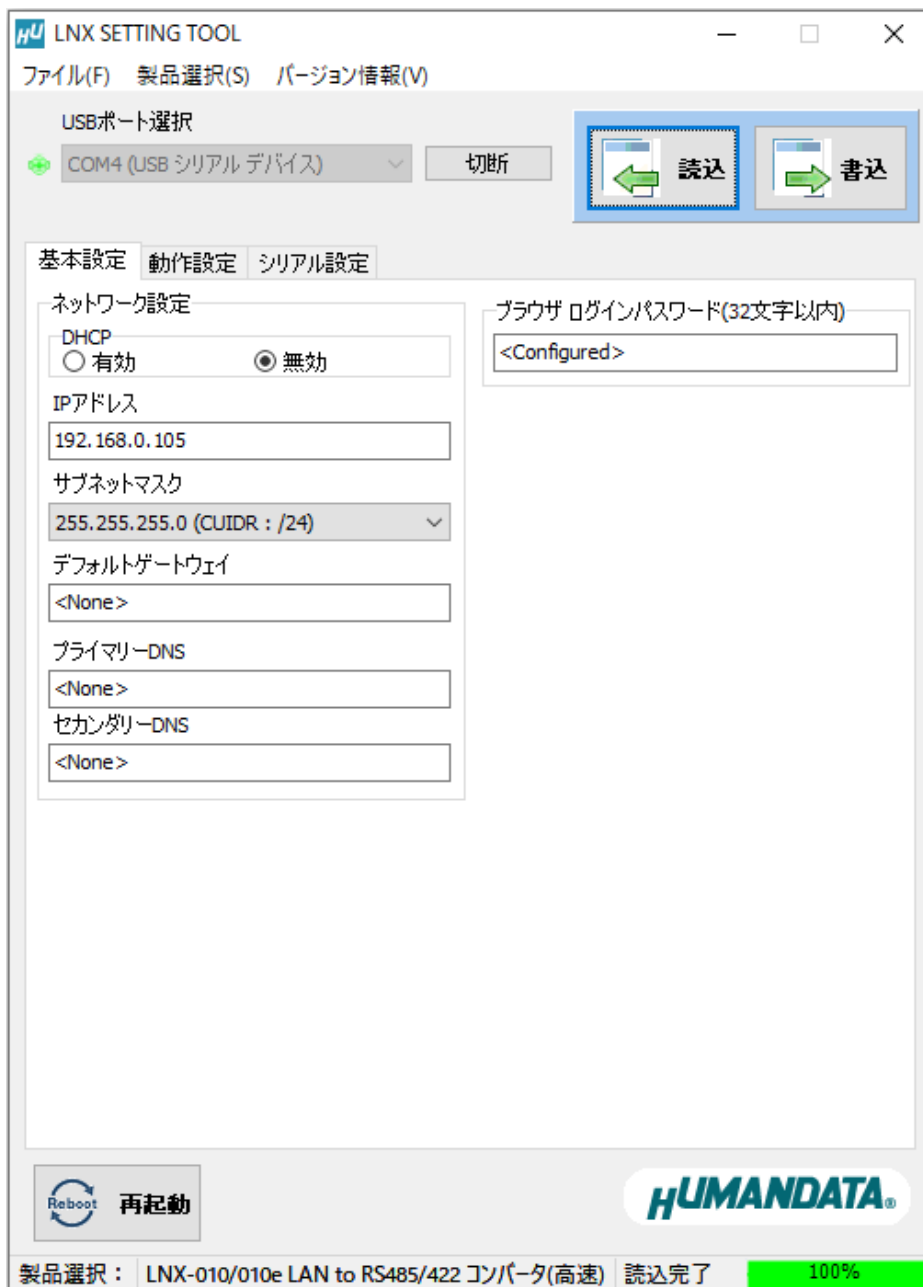 HU LNX SETTING TOOL
ファイル(F) 製品選択(S) バージョン情報(V)
USBポート選択
COM4 (USB シリアル デバイス)
切断
読込
書込
基本設定 動作設定 シリアル設定
ネットワーク設定
DHCP
有効 無効
IPアドレス
192.168.0.105
サブネットマスク
255.255.255.0 (CUIDR : /24)
デフォルトゲートウェイ
<None>
プライマリーDNS
<None>
セカンダリーDNS
<None>
ブラウザ ログインパスワード(32文字以内)
<Configured>
Reboot 再起動
HUMANDATA®
製品選択: LNX-010/010e LAN to RS485/422 コンバータ(高速) 読込完了 100%